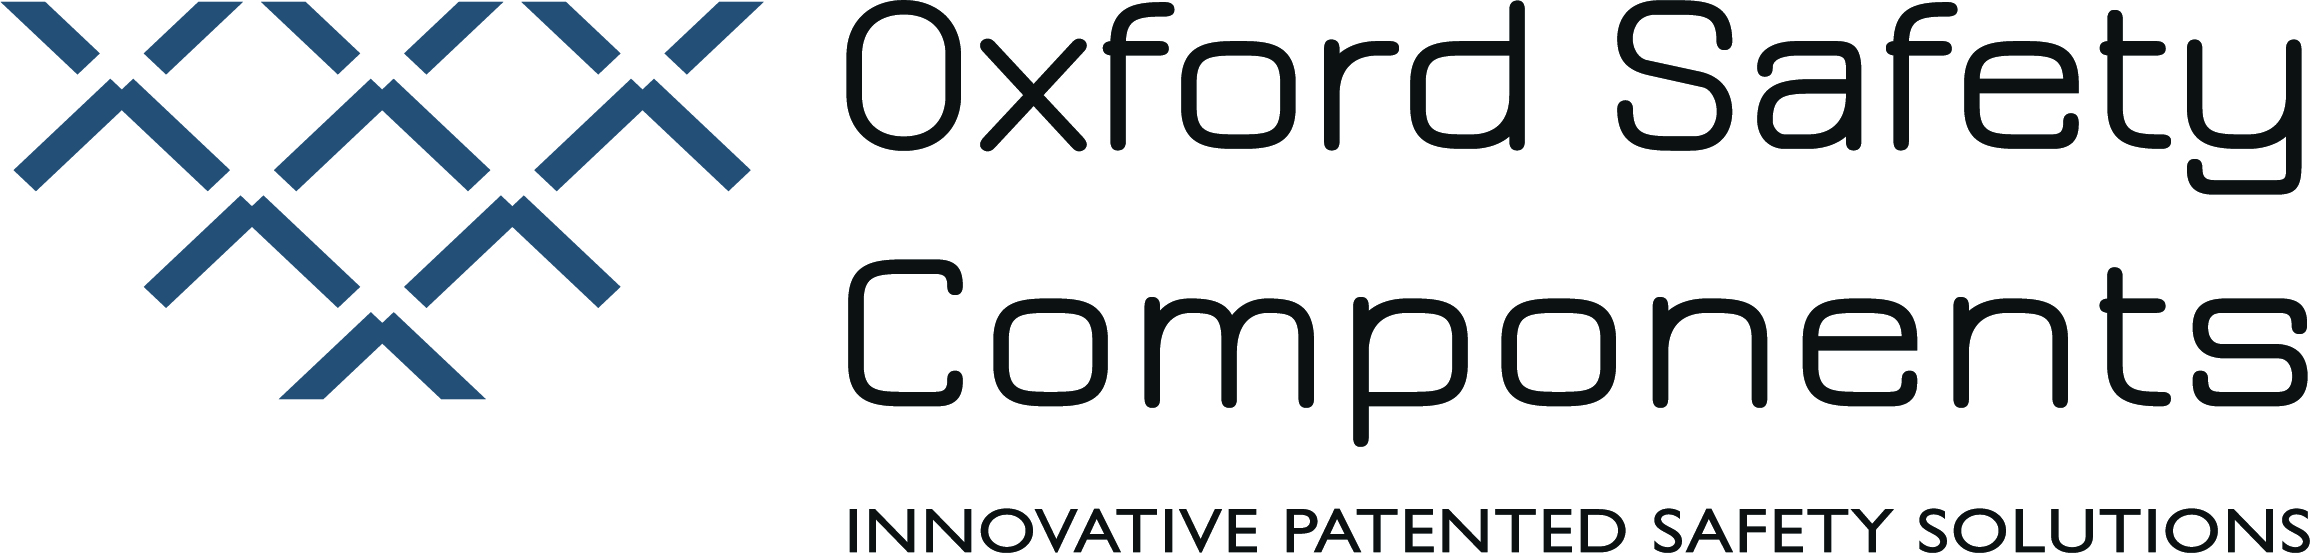 Oxford Safety
Components
INNOVATIVE PATENTED SAFETY SOLUTIONS